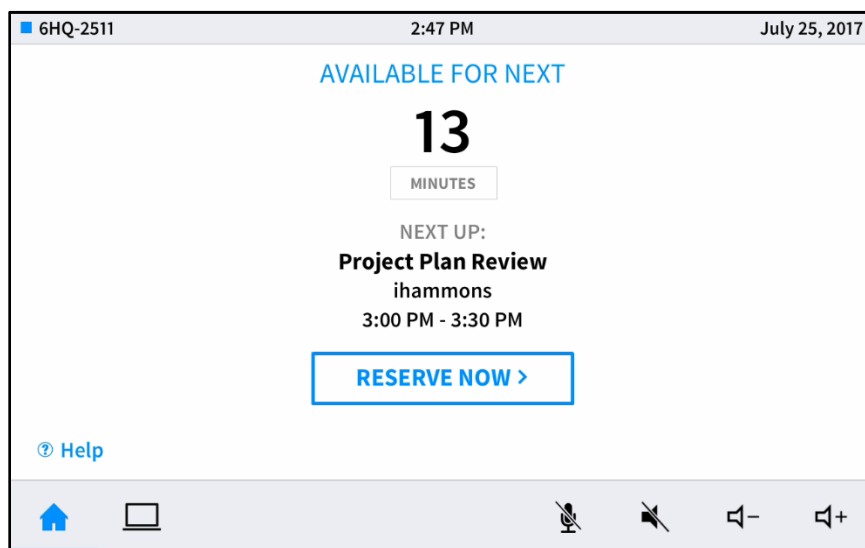 6HQ-2511 2:47 PM July 25, 2017
AVAILABLE FOR NEXT
13
MINUTES
NEXT UP:
Project Plan Review
ihammons
3:00 PM - 3:30 PM
RESERVE NOW >
? Help